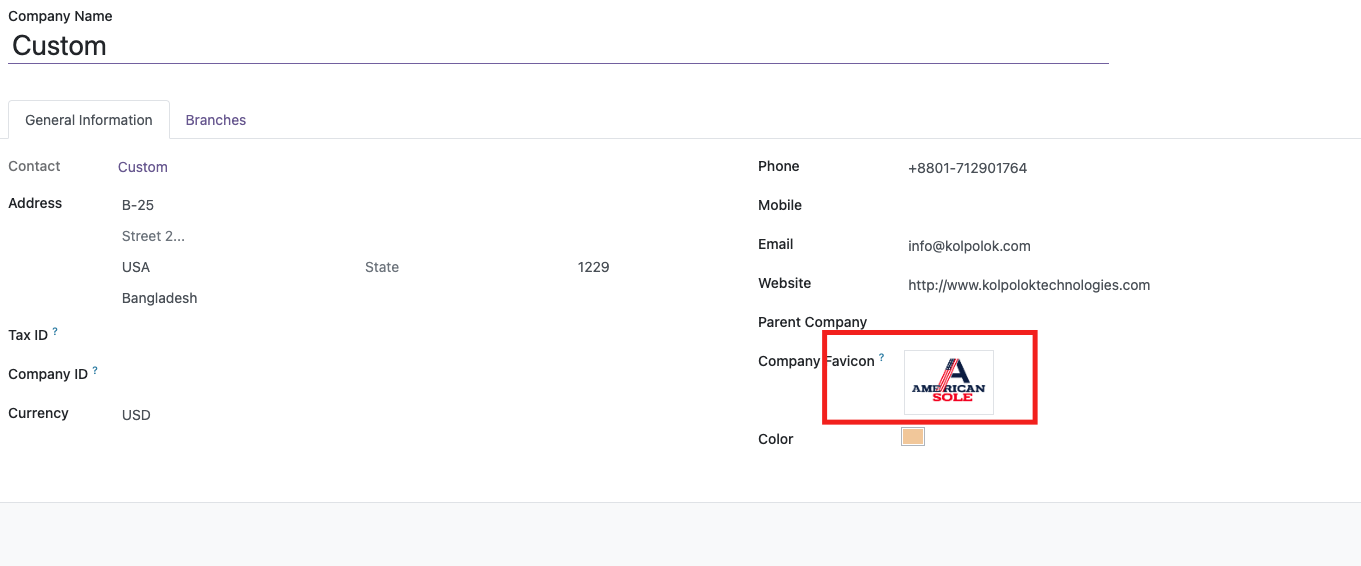 Company Name
Custom
General Information
Branches
Contact
Custom
Address
B-25
Street 2...
USA
State
1229
Bangladesh
Tax ID ?
Company ID ?
Currency
USD
Phone
+8801-712901764
Mobile
Email
info@kolpolok.com
Website
http://www.kolpoloktechnologies.com
Parent Company
Company Favicon ?
A
AMERICAN
SOLE
Color